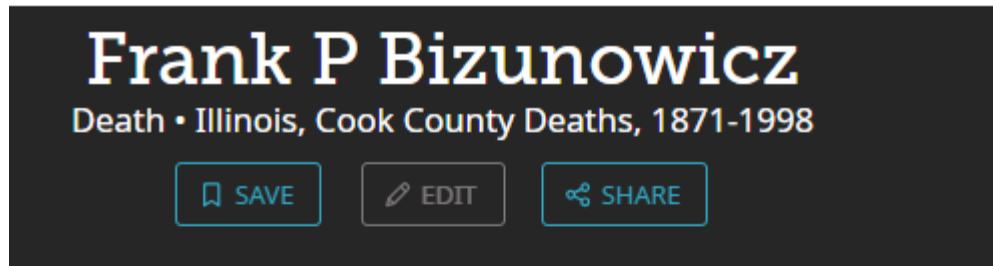 Frank P Bizunowicz
Death • Illinois, Cook County Deaths, 1871-1998
SAVE EDIT SHARE